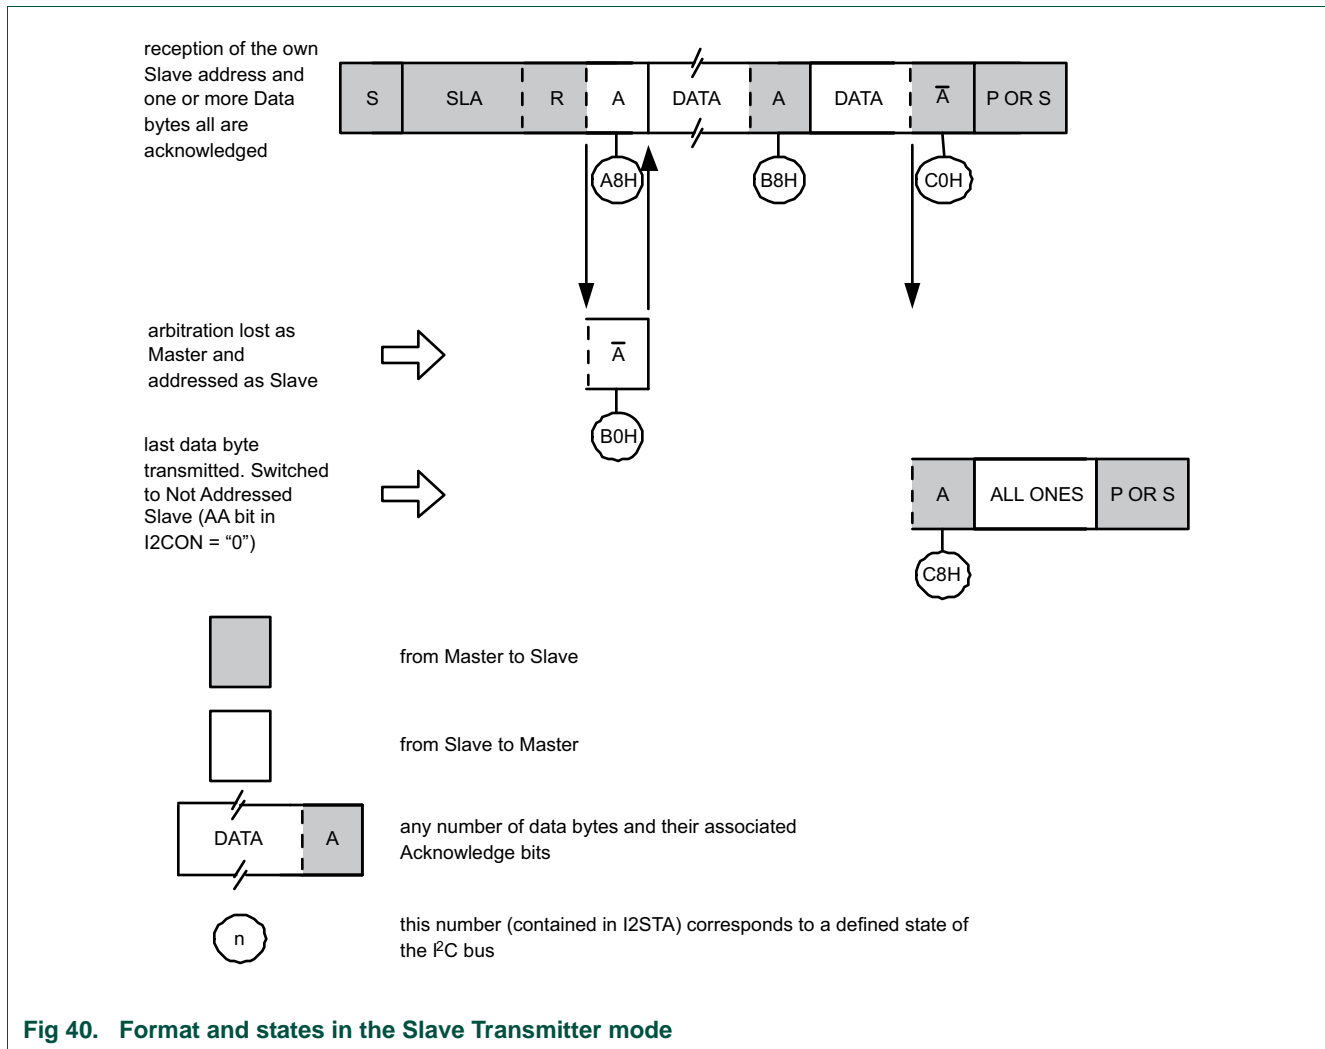 reception of the own
Slave address and
one or more Data
bytes all are
acknowledged
S SLA R A DATA A DATA A̅ P OR S
A8H B8H C0H
arbitration lost as
Master and
addressed as Slave
A̅
B0H
last data byte
transmitted. Switched
to Not Addressed
Slave (AA bit in
I2CON = “0”)
A ALL ONES P OR S
C8H
from Master to Slave
from Slave to Master
DATA A
any number of data bytes and their associated
Acknowledge bits
n
this number (contained in I2STA) corresponds to a defined state of
the I²C bus
Fig 40. Format and states in the Slave Transmitter mode